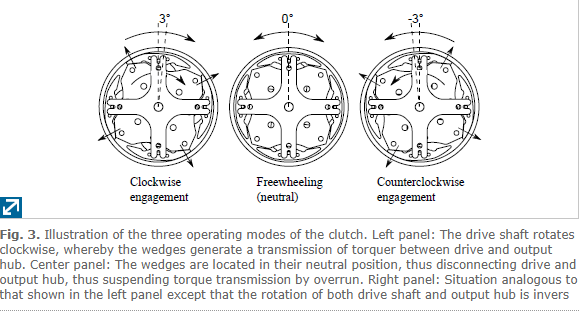 3°
0°
-3°
Clockwise
engagement
Freewheeling
(neutral)
Counterclockwise
engagement
Fig. 3. Illustration of the three operating modes of the clutch. Left panel: The drive shaft rotates
clockwise, whereby the wedges generate a transmission of torquer between drive and output
hub. Center panel: The wedges are located in their neutral position, thus disconnecting drive and
output hub, thus suspending torque transmission by overrun. Right panel: Situation analogous to
that shown in the left panel except that the rotation of both drive shaft and output hub is invers